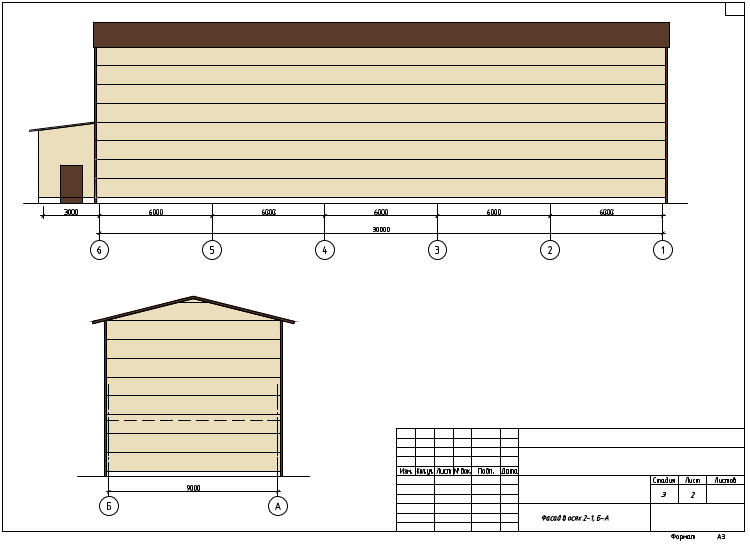 3000 6000 6000 6000 6000 6000
30000
6 5 4 3 2 1
9000
Б А
Изм. Кол.уч. Лист № док. Подп. Дата
Стадия Лист Листов
Э 2
Фасад в осях 2-1, Б-А
Формат А3